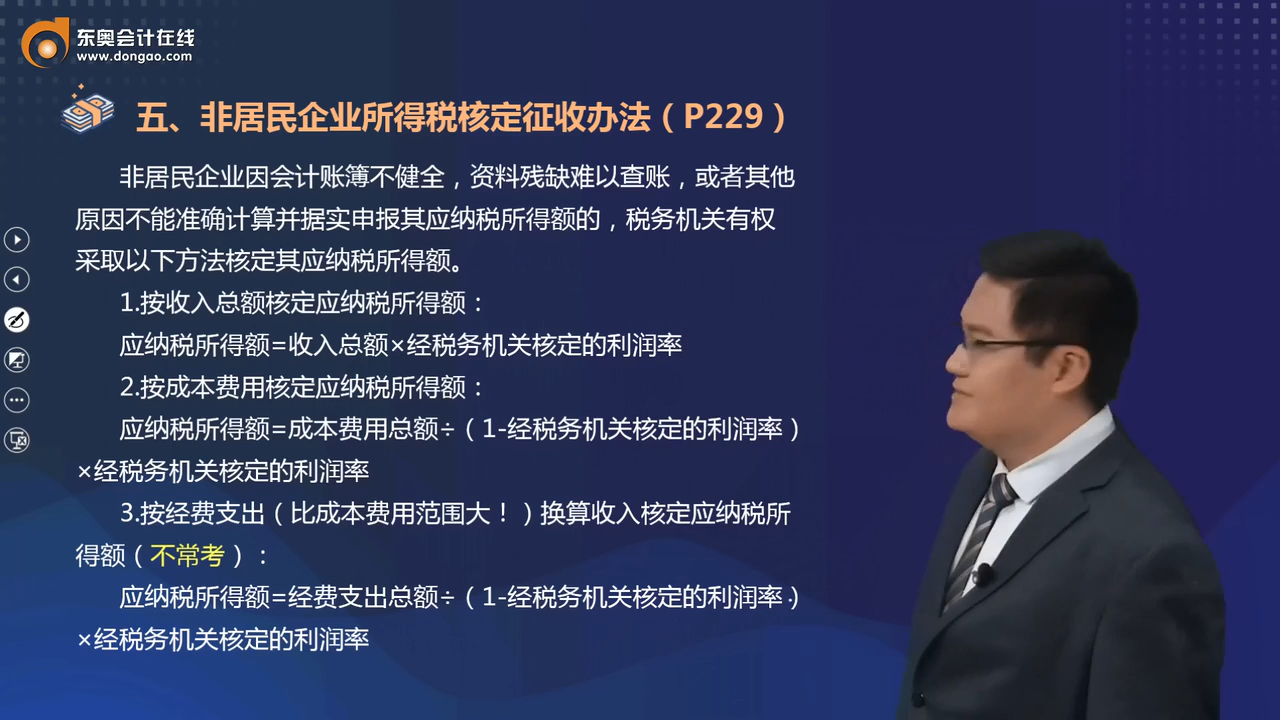 东奥会计在线
www.dongao.com
五、非居民企业所得税核定征收办法（P229）
非居民企业因会计账簿不健全，资料残缺难以查账，或者其他
原因不能准确计算并据实申报其应纳税所得额的，税务机关有权
采取以下方法核定其应纳税所得额。
1.按收入总额核定应纳税所得额：
应纳税所得额=收入总额×经税务机关核定的利润率
2.按成本费用核定应纳税所得额：
应纳税所得额=成本费用总额÷（1-经税务机关核定的利润率）
×经税务机关核定的利润率
3.按经费支出（比成本费用范围大！）换算收入核定应纳税所
得额（不常考）：
应纳税所得额=经费支出总额÷（1-经税务机关核定的利润率）
×经税务机关核定的利润率